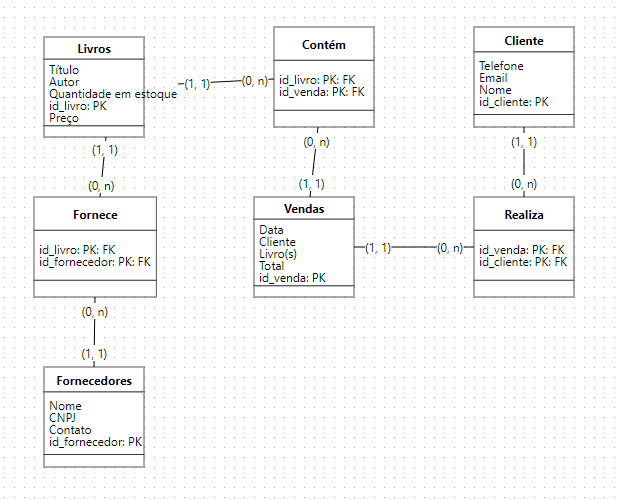 Livros
Título
Autor
Quantidade em estoque
id_livro: PK
Preço
(1, 1)
(0, n)
Contém
id_livro: PK: FK
id_venda: PK: FK
Cliente
Telefone
Email
Nome
id_cliente: PK
(1, 1)
(0, n)
(0, n)
(1, 1)
(1, 1)
(0, n)
Fornece
id_livro: PK: FK
id_fornecedor: PK: FK
Vendas
Data
Cliente
Livro(s)
Total
id_venda: PK
(1, 1)
(0, n)
Realiza
id_venda: PK: FK
id_cliente: PK: FK
(0, n)
(1, 1)
Fornecedores
Nome
CNPJ
Contato
id_fornecedor: PK